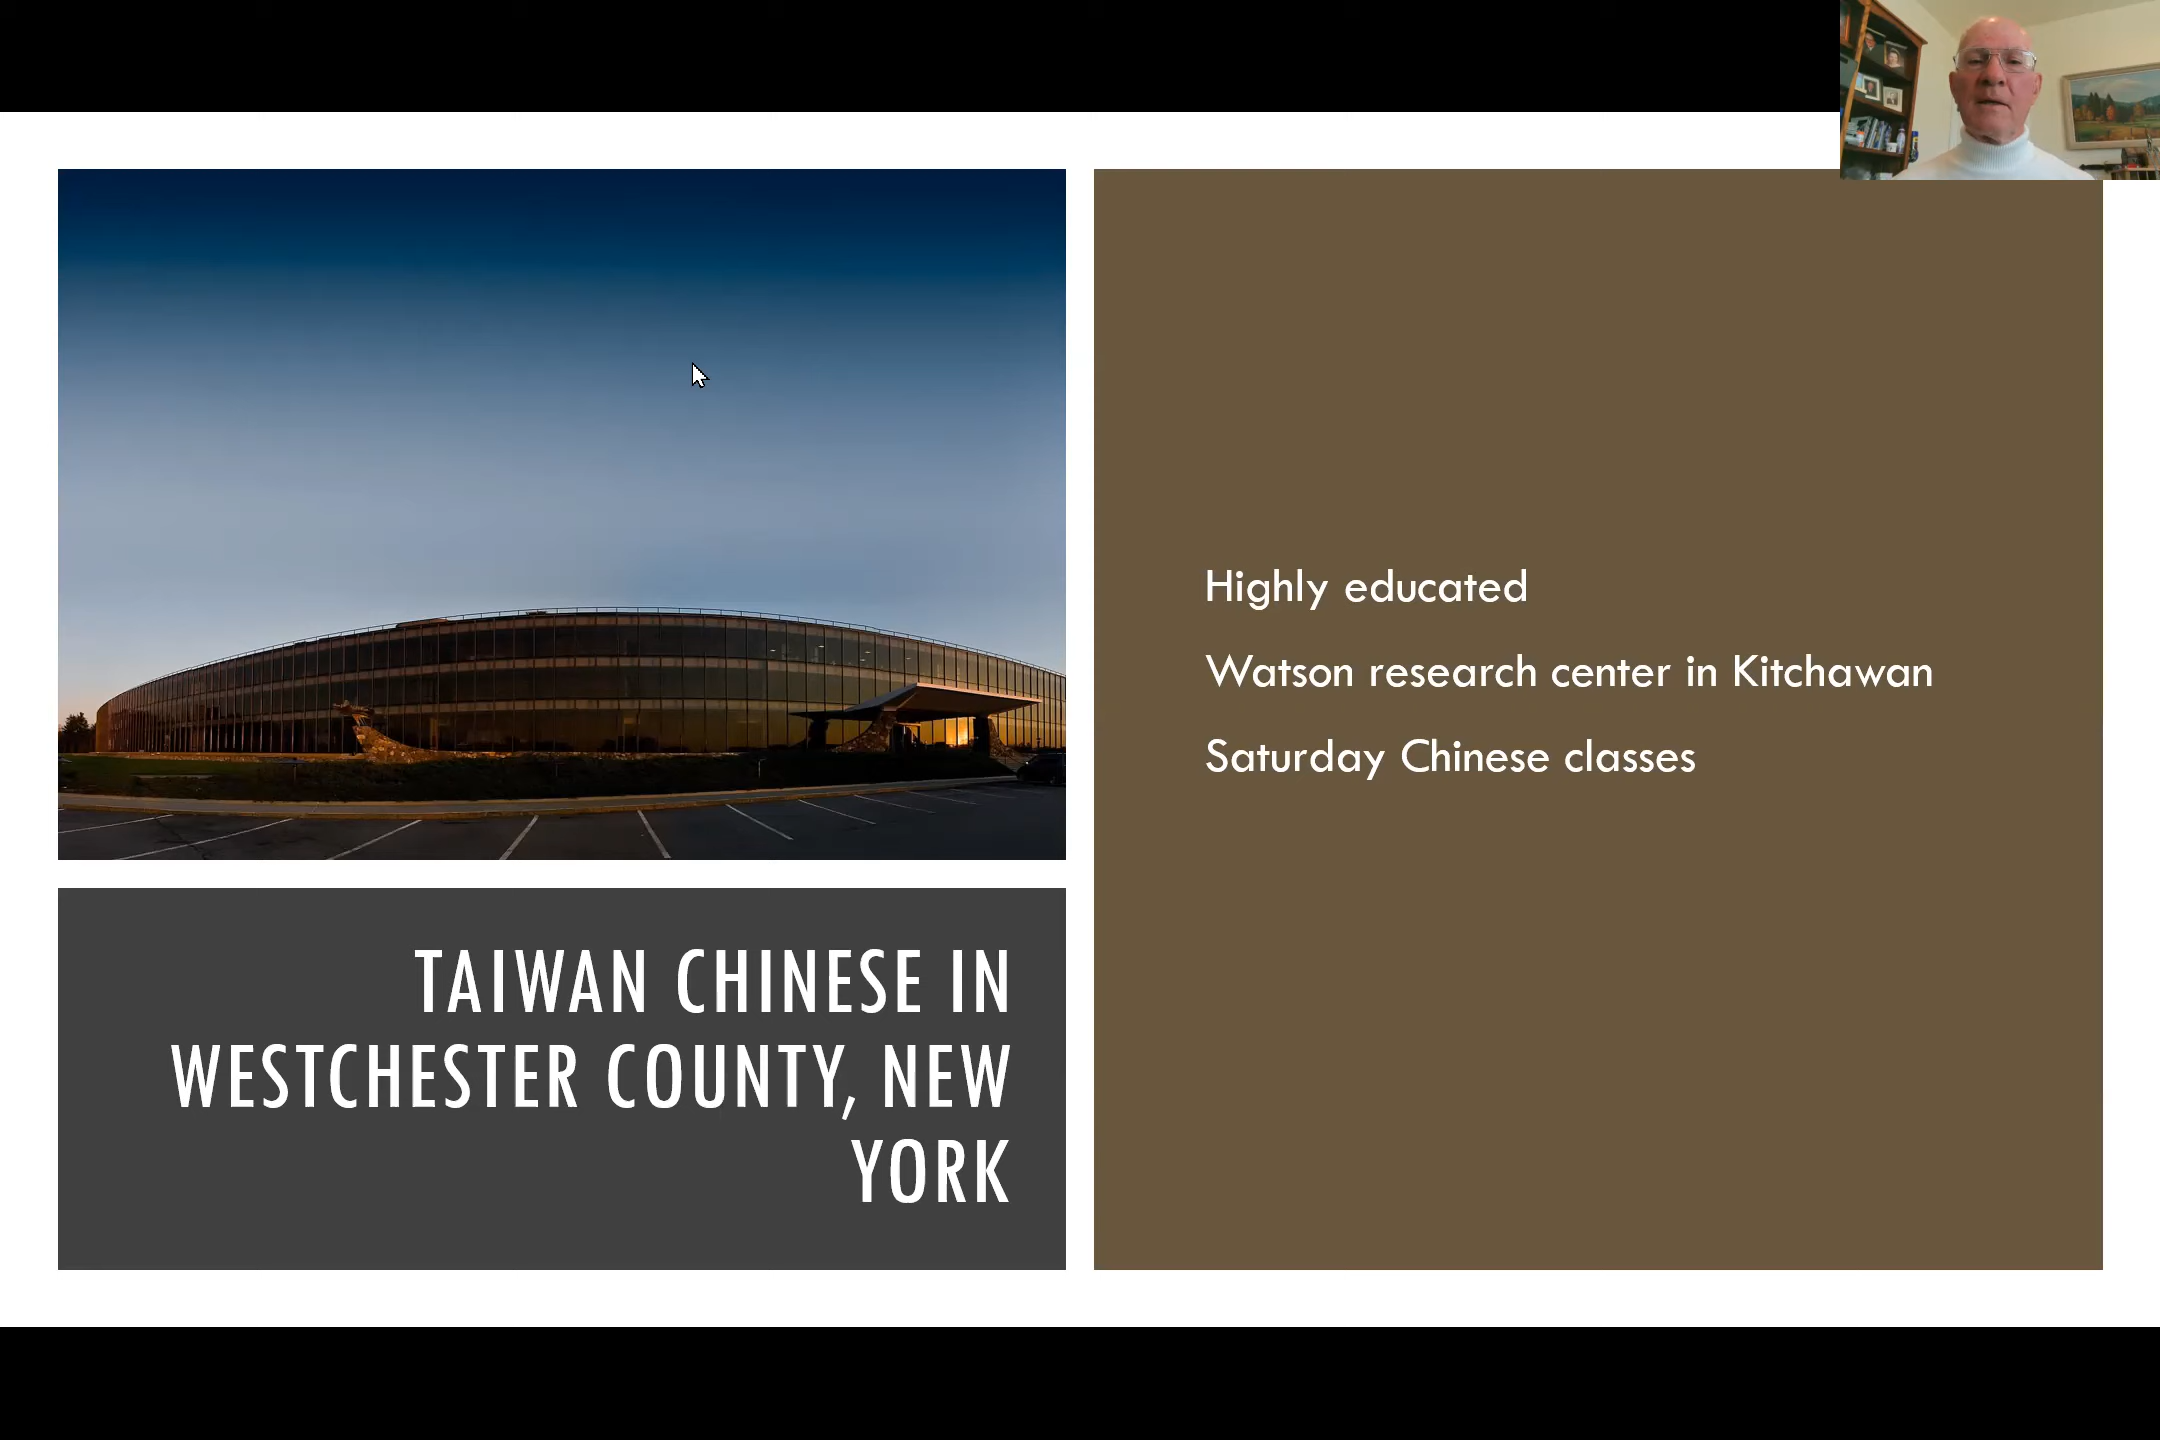 Highly educated
Watson research center in Kitchawan
Saturday Chinese classes
TAIWAN CHINESE IN
WESTCHESTER COUNTY, NEW
YORK